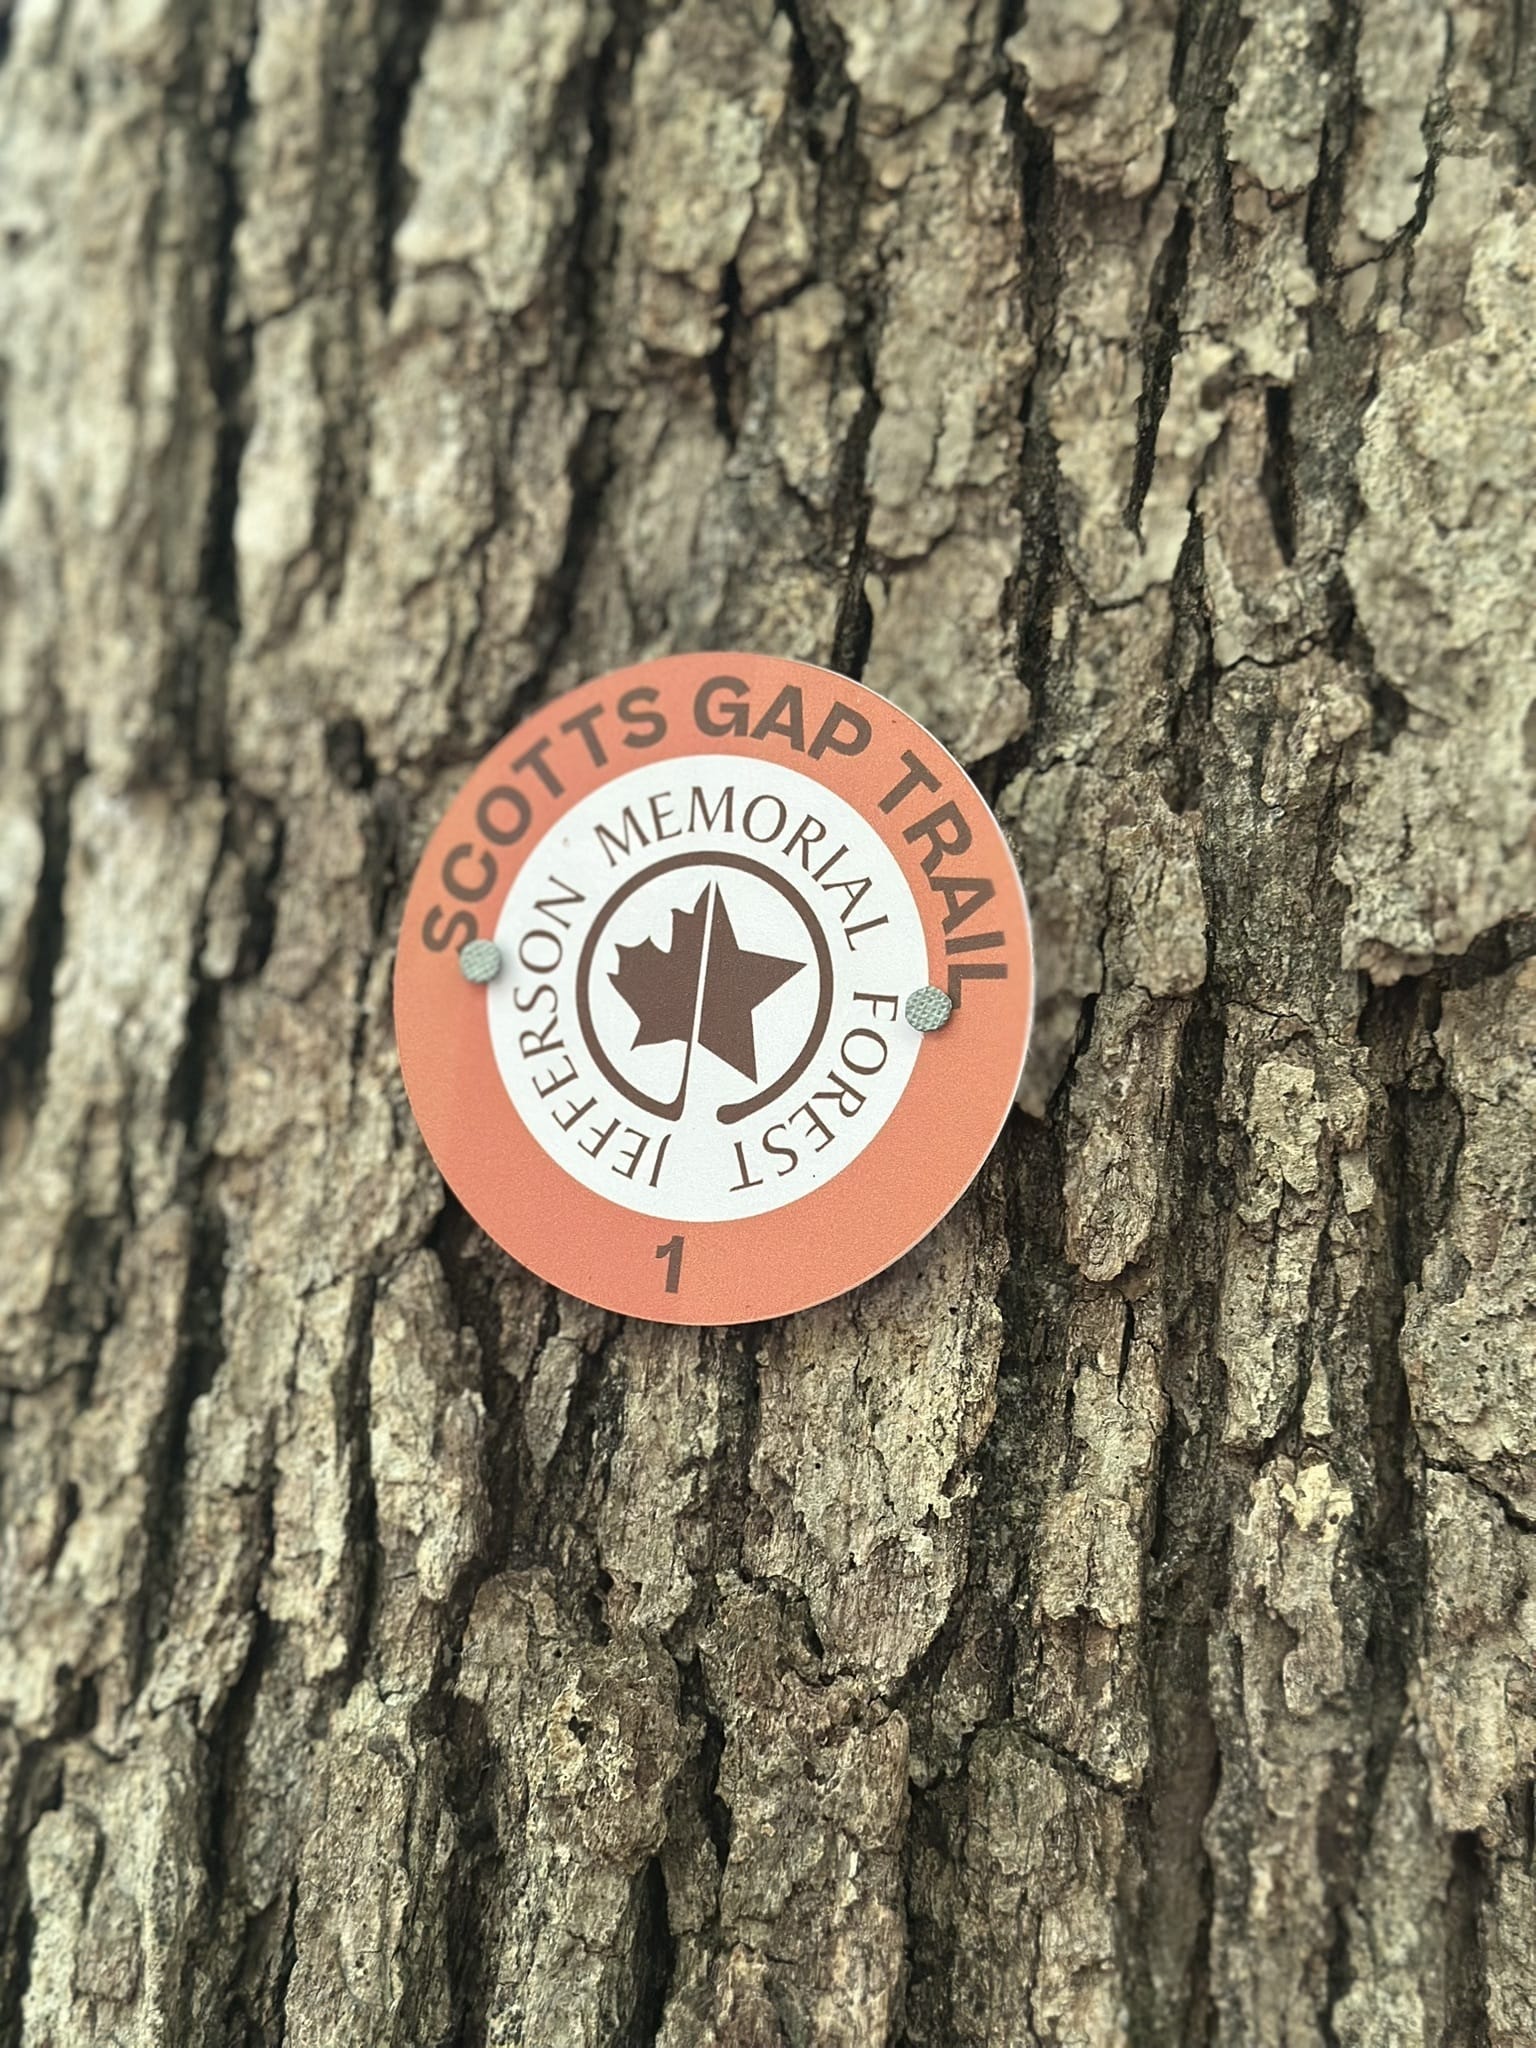 SCOTTS GAP TRAIL
JEFFERSON MEMORIAL FOREST
1